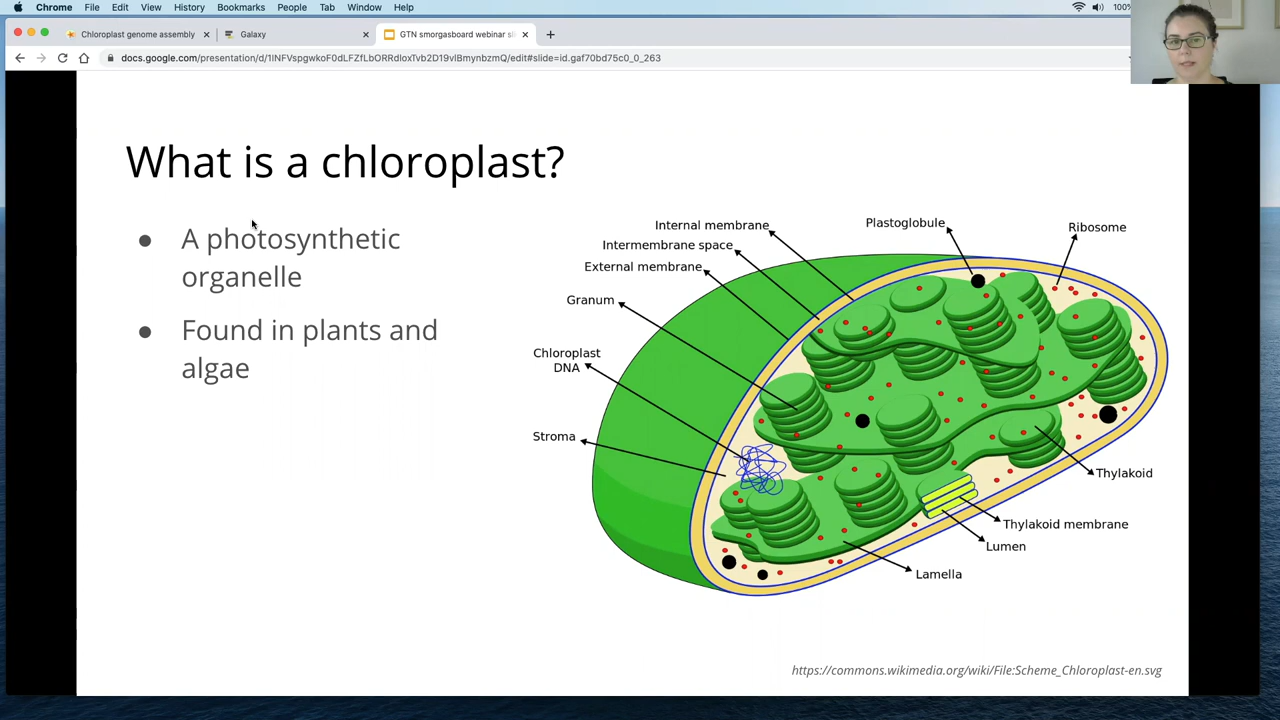 Chrome File Edit View History Bookmarks People Tab Window Help 100%
Chloroplast genome assembly Galaxy GTN smorgasboard webinar sl
docs.google.com/presentation/d/1lNFVspgwkoF0dLFZfLbORRdloxTvb2D19vlBmynbzmQ/edit#slide=id.gaf70bd75c0_0_263
What is a chloroplast?
● A photosynthetic
organelle
● Found in plants and
algae
Internal membrane
Intermembrane space
External membrane
Granum
Chloroplast
DNA
Stroma
Plastoglobule
Ribosome
Thylakoid
Thylakoid membrane
Lumen
Lamella
https://commons.wikimedia.org/wiki/File:Scheme_Chloroplast-en.svg